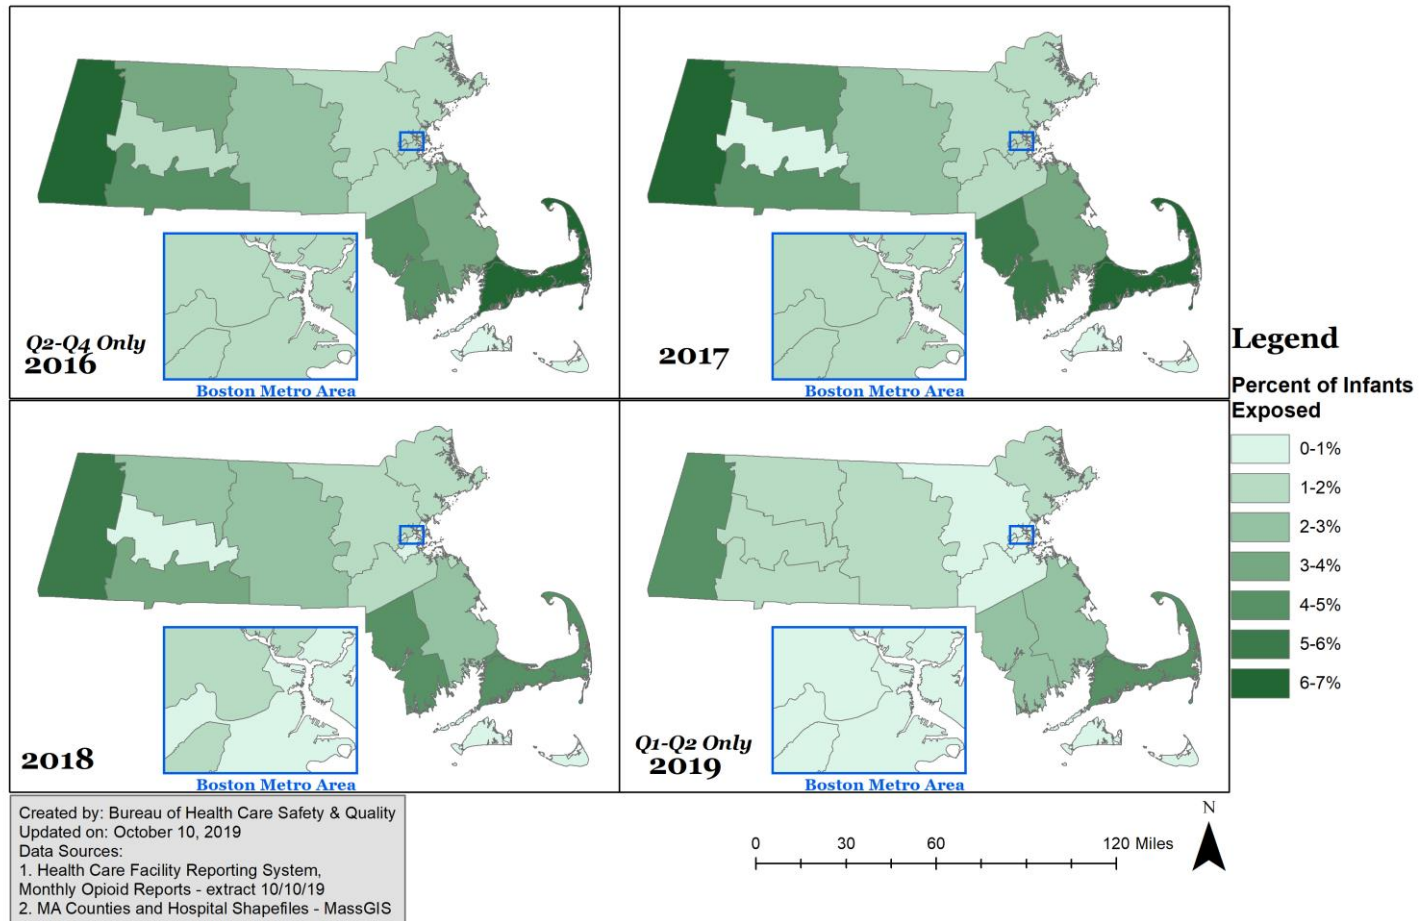 Q2-Q4 Only
2016
Boston Metro Area
2017
Boston Metro Area
Legend
Percent of Infants
Exposed
0-1%
1-2%
2-3%
3-4%
4-5%
5-6%
6-7%
2018
Boston Metro Area
Q1-Q2 Only
2019
Boston Metro Area
Created by: Bureau of Health Care Safety & Quality
Updated on: October 10, 2019
Data Sources:
1. Health Care Facility Reporting System,
Monthly Opioid Reports - extract 10/10/19
2. MA Counties and Hospital Shapefiles - MassGIS
0 30 60 120 Miles
N